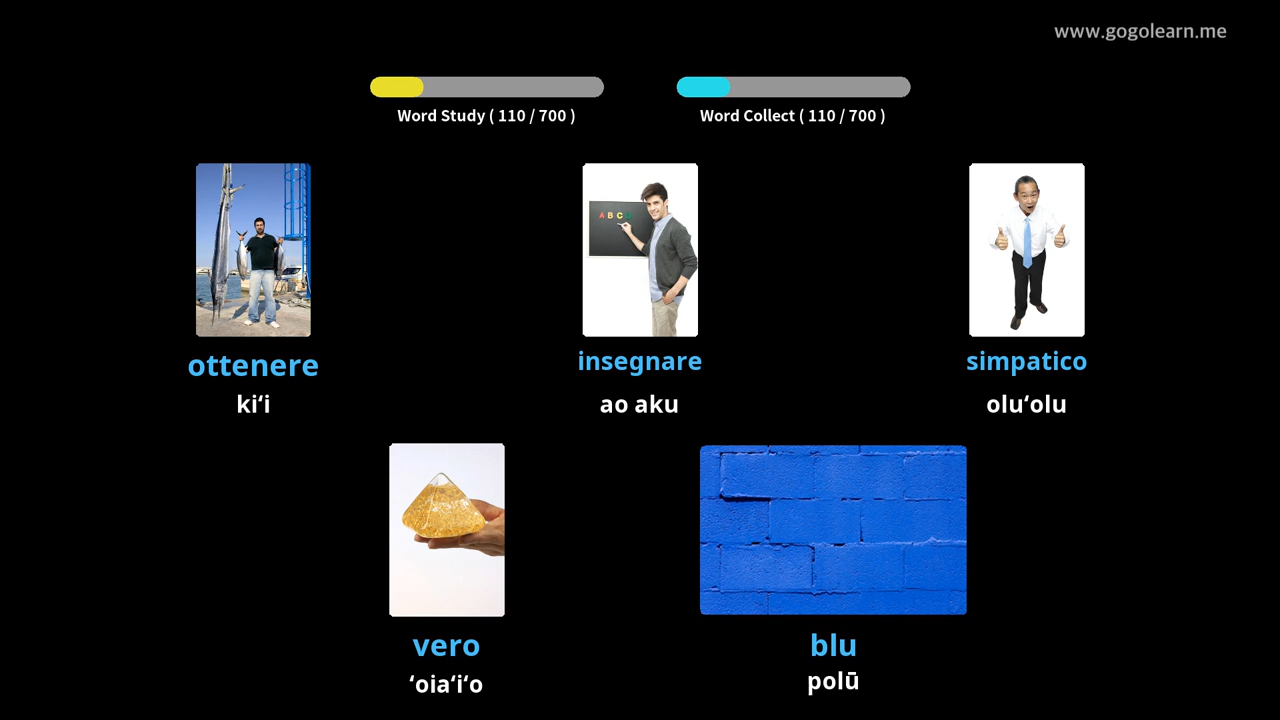 www.gogolearn.me
Word Study ( 110 / 700 )
Word Collect ( 110 / 700 )
A B C D
ottenere
insegnare
simpatico
kiʻi
ao aku
oluʻolu
vero
blu
ʻoiaʻiʻo
polū